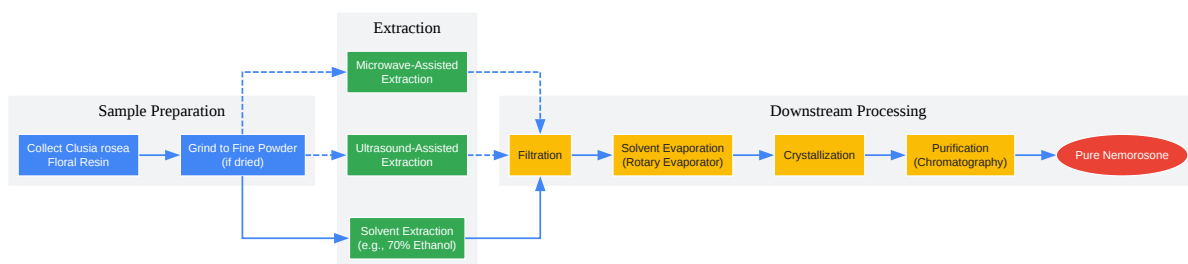 Extraction
Microwave-Assisted
Extraction
Sample Preparation
Downstream Processing
Collect Clusia rosea
Floral Resin
Grind to Fine Powder
(if dried)
Ultrasound-Assisted
Extraction
Filtration
Solvent Evaporation
(Rotary Evaporator)
Crystallization
Purification
(Chromatography)
Pure Nemorosone
Solvent Extraction
(e.g., 70% Ethanol)